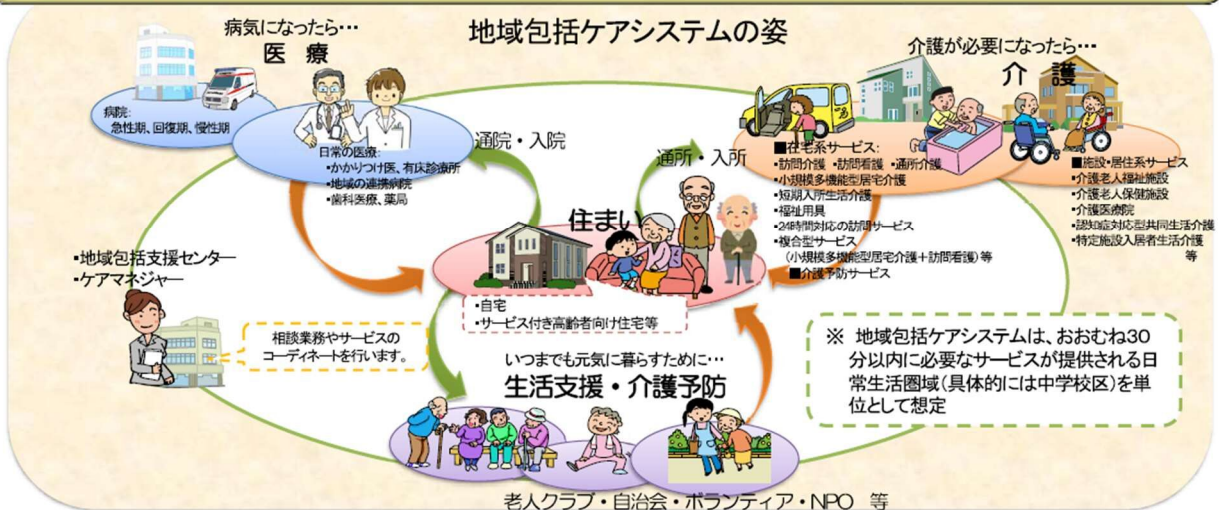 地域包括ケアシステムの姿
病気になったら…
医 療
病院:
急性期、回復期、慢性期
日常の医療:
・かかりつけ医、有床診療所
・地域の連携病院
・歯科医療、薬局
通院・入院
通所・入所
介護が必要になったら…
介 護
■在宅系サービス:
・訪問介護 ・訪問看護 ・通所介護
・小規模多機能型居宅介護
・短期入所生活介護
・福祉用具
・24時間対応の訪問サービス
・複合型サービス
(小規模多機能型居宅介護+訪問看護)等
■介護予防サービス
■施設・居住系サービス
・介護老人福祉施設
・介護老人保健施設
・介護医療院
・認知症対応型共同生活介護
・特定施設入居者生活介護
等
住まい
・自宅
・サービス付き高齢者向け住宅等
・地域包括支援センター
・ケアマネジャー
相談業務やサービスの
コーディネートを行います。
いつまでも元気に暮らすために…
生活支援・介護予防
老人クラブ・自治会・ボランティア・NPO 等
※ 地域包括ケアシステムは、おおむね30
分以内に必要なサービスが提供される日
常生活圏域(具体的には中学校区)を単
位として想定